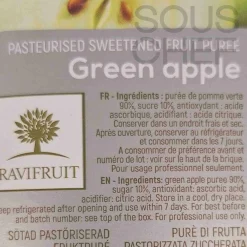 SOUS
CHEF
PASTEURISED SWEETENED FRUIT PUREE
Green apple
FR - Ingrédients : purée de pomme verte
90%, sucre 10%, antioxydant : acide
ascorbique, acidifiant : acide citrique.
Conserver dans un endroit frais et sec.
Après ouverture, conserver au réfrigérateur
et consommer dans les 7 jours.
A consommer de préférence avant et
numéro de lot : voir sur le haut de la brique.
Pour usage professionnel seulement.
RAVIFRUIT
EN - Ingredients: green apple puree 90%,
sugar 10% antioxidant: ascorbic acid,
acidifier: citric acid. Store in a cool, dry place.
eep refrigerated after opening and use within 7 days. For best before
and batch number: see top of the box. For professional use only.
SÖTAD PASTÖRISERAD
FRUKTPURÉ
PURÈ DI FRUTTA
PASTORIZZATA ZUCCHERA